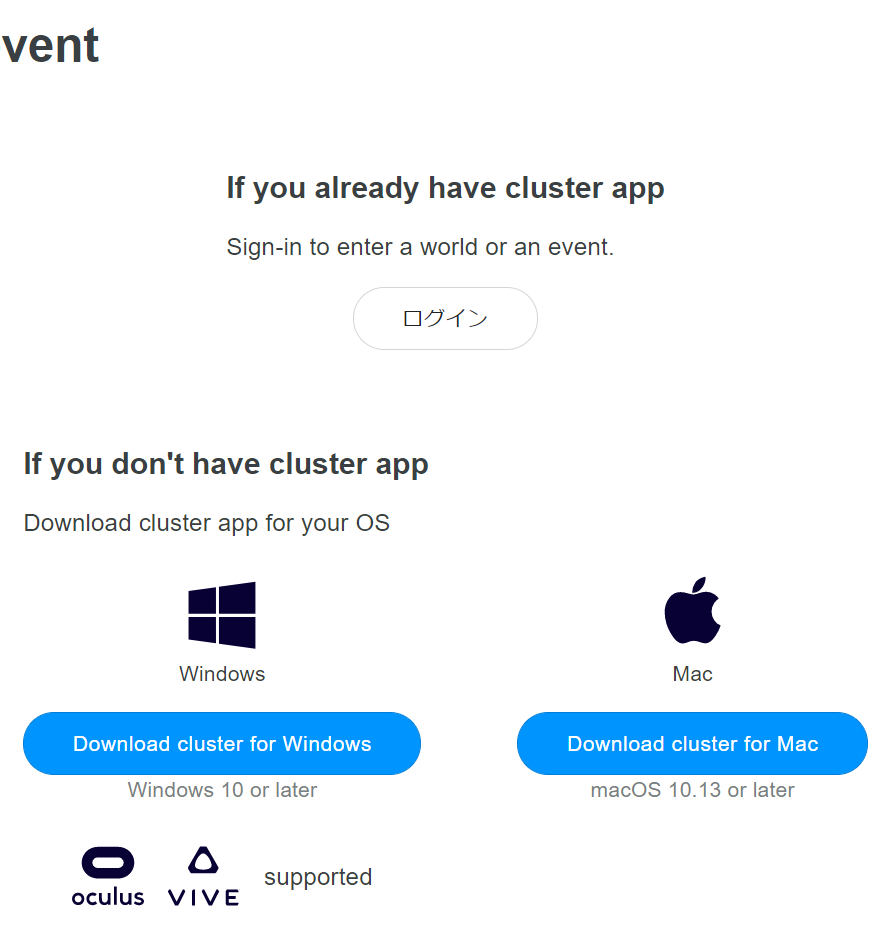 vent
If you already have cluster app
Sign-in to enter a world or an event.
ログイン
If you don't have cluster app
Download cluster app for your OS
Windows
Mac
Download cluster for Windows
Download cluster for Mac
Windows 10 or later
macOS 10.13 or later
oculus VIVE supported